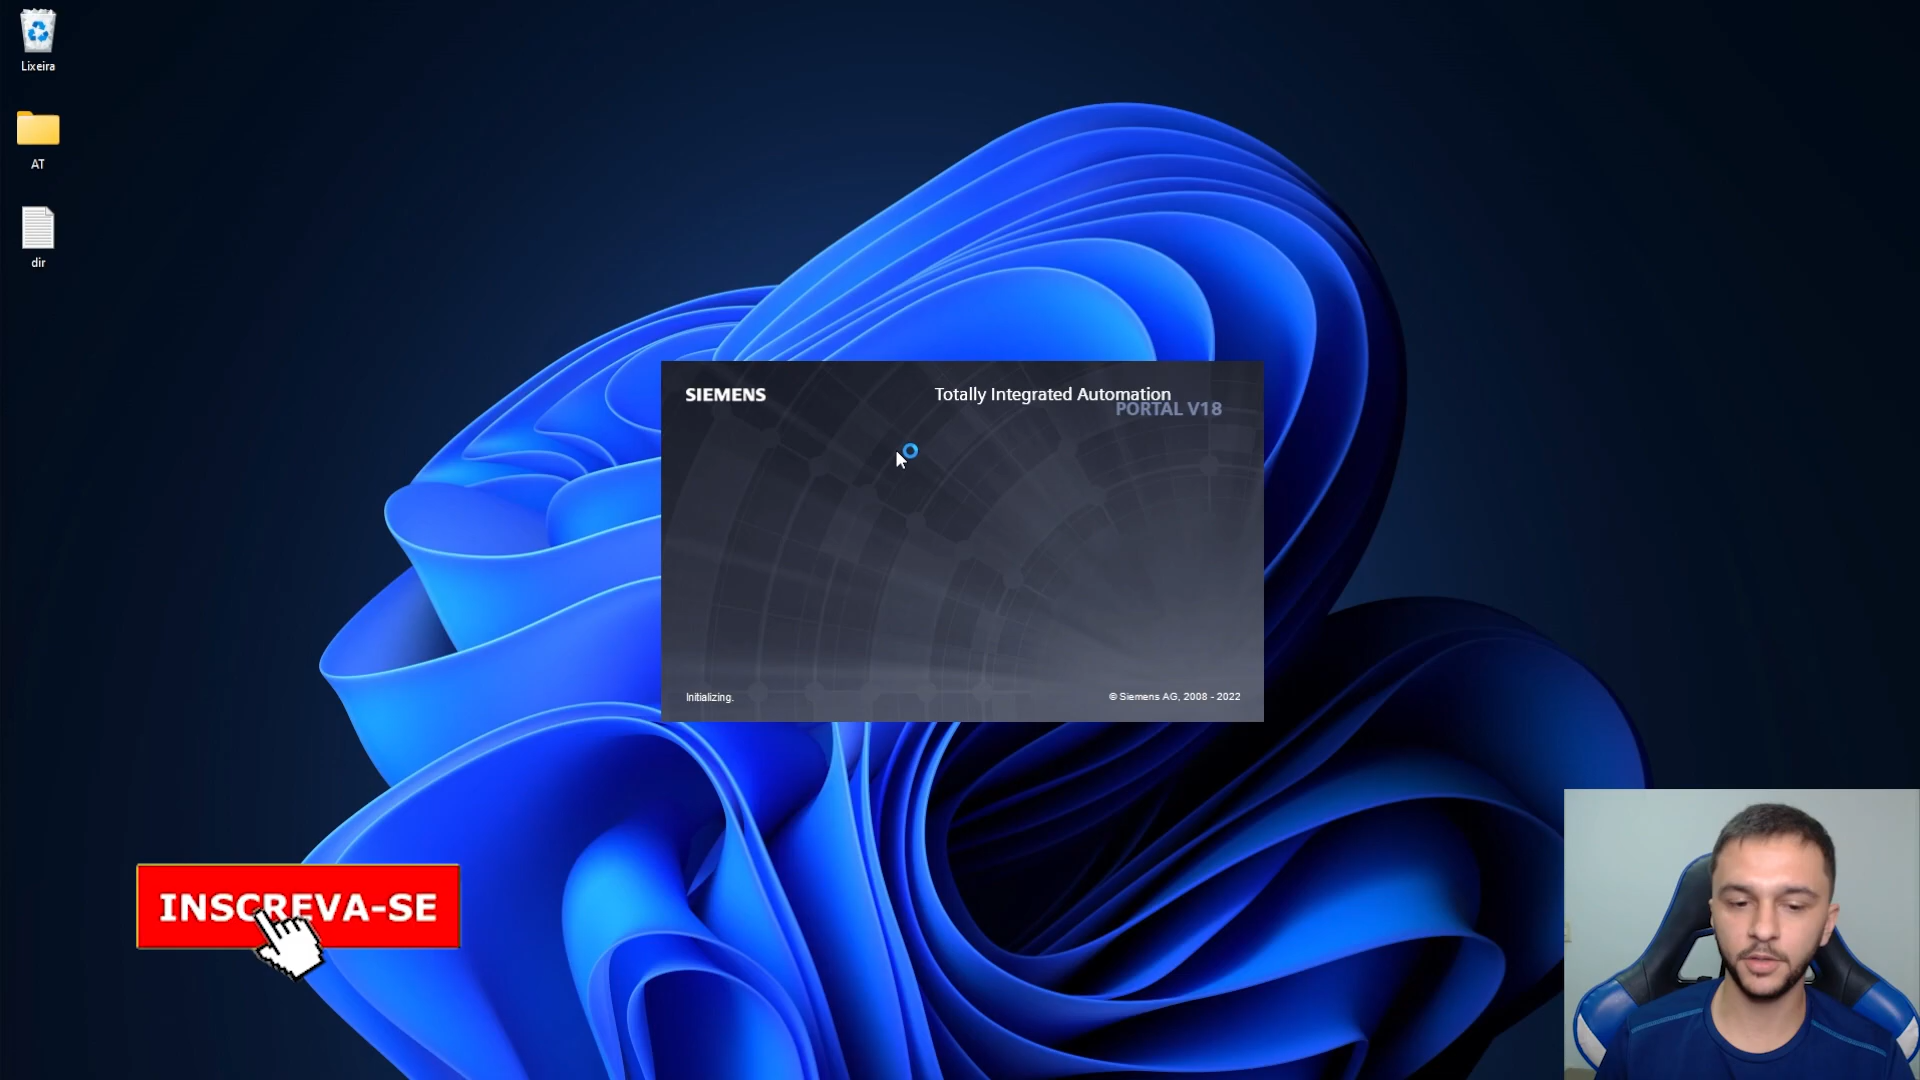 Lixeira
AT
dir
SIEMENS
Totally Integrated Automation
PORTAL V18
Initializing.
© Siemens AG, 2008 - 2022
INSCREVA-SE